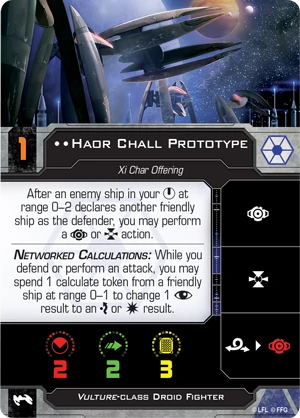 1
••Haor Chall Prototype
Xi Char Offering
After an enemy ship in your at
range 0–2 declares another friendly
ship as the defender, you may perform
a or action.
Networked Calculations: While you
defend or perform an attack, you may
spend 1 calculate token from a friendly
ship at range 0–1 to change 1
result to an or result.
2 2 3
Vulture-class Droid Fighter
©LFL ©FFG